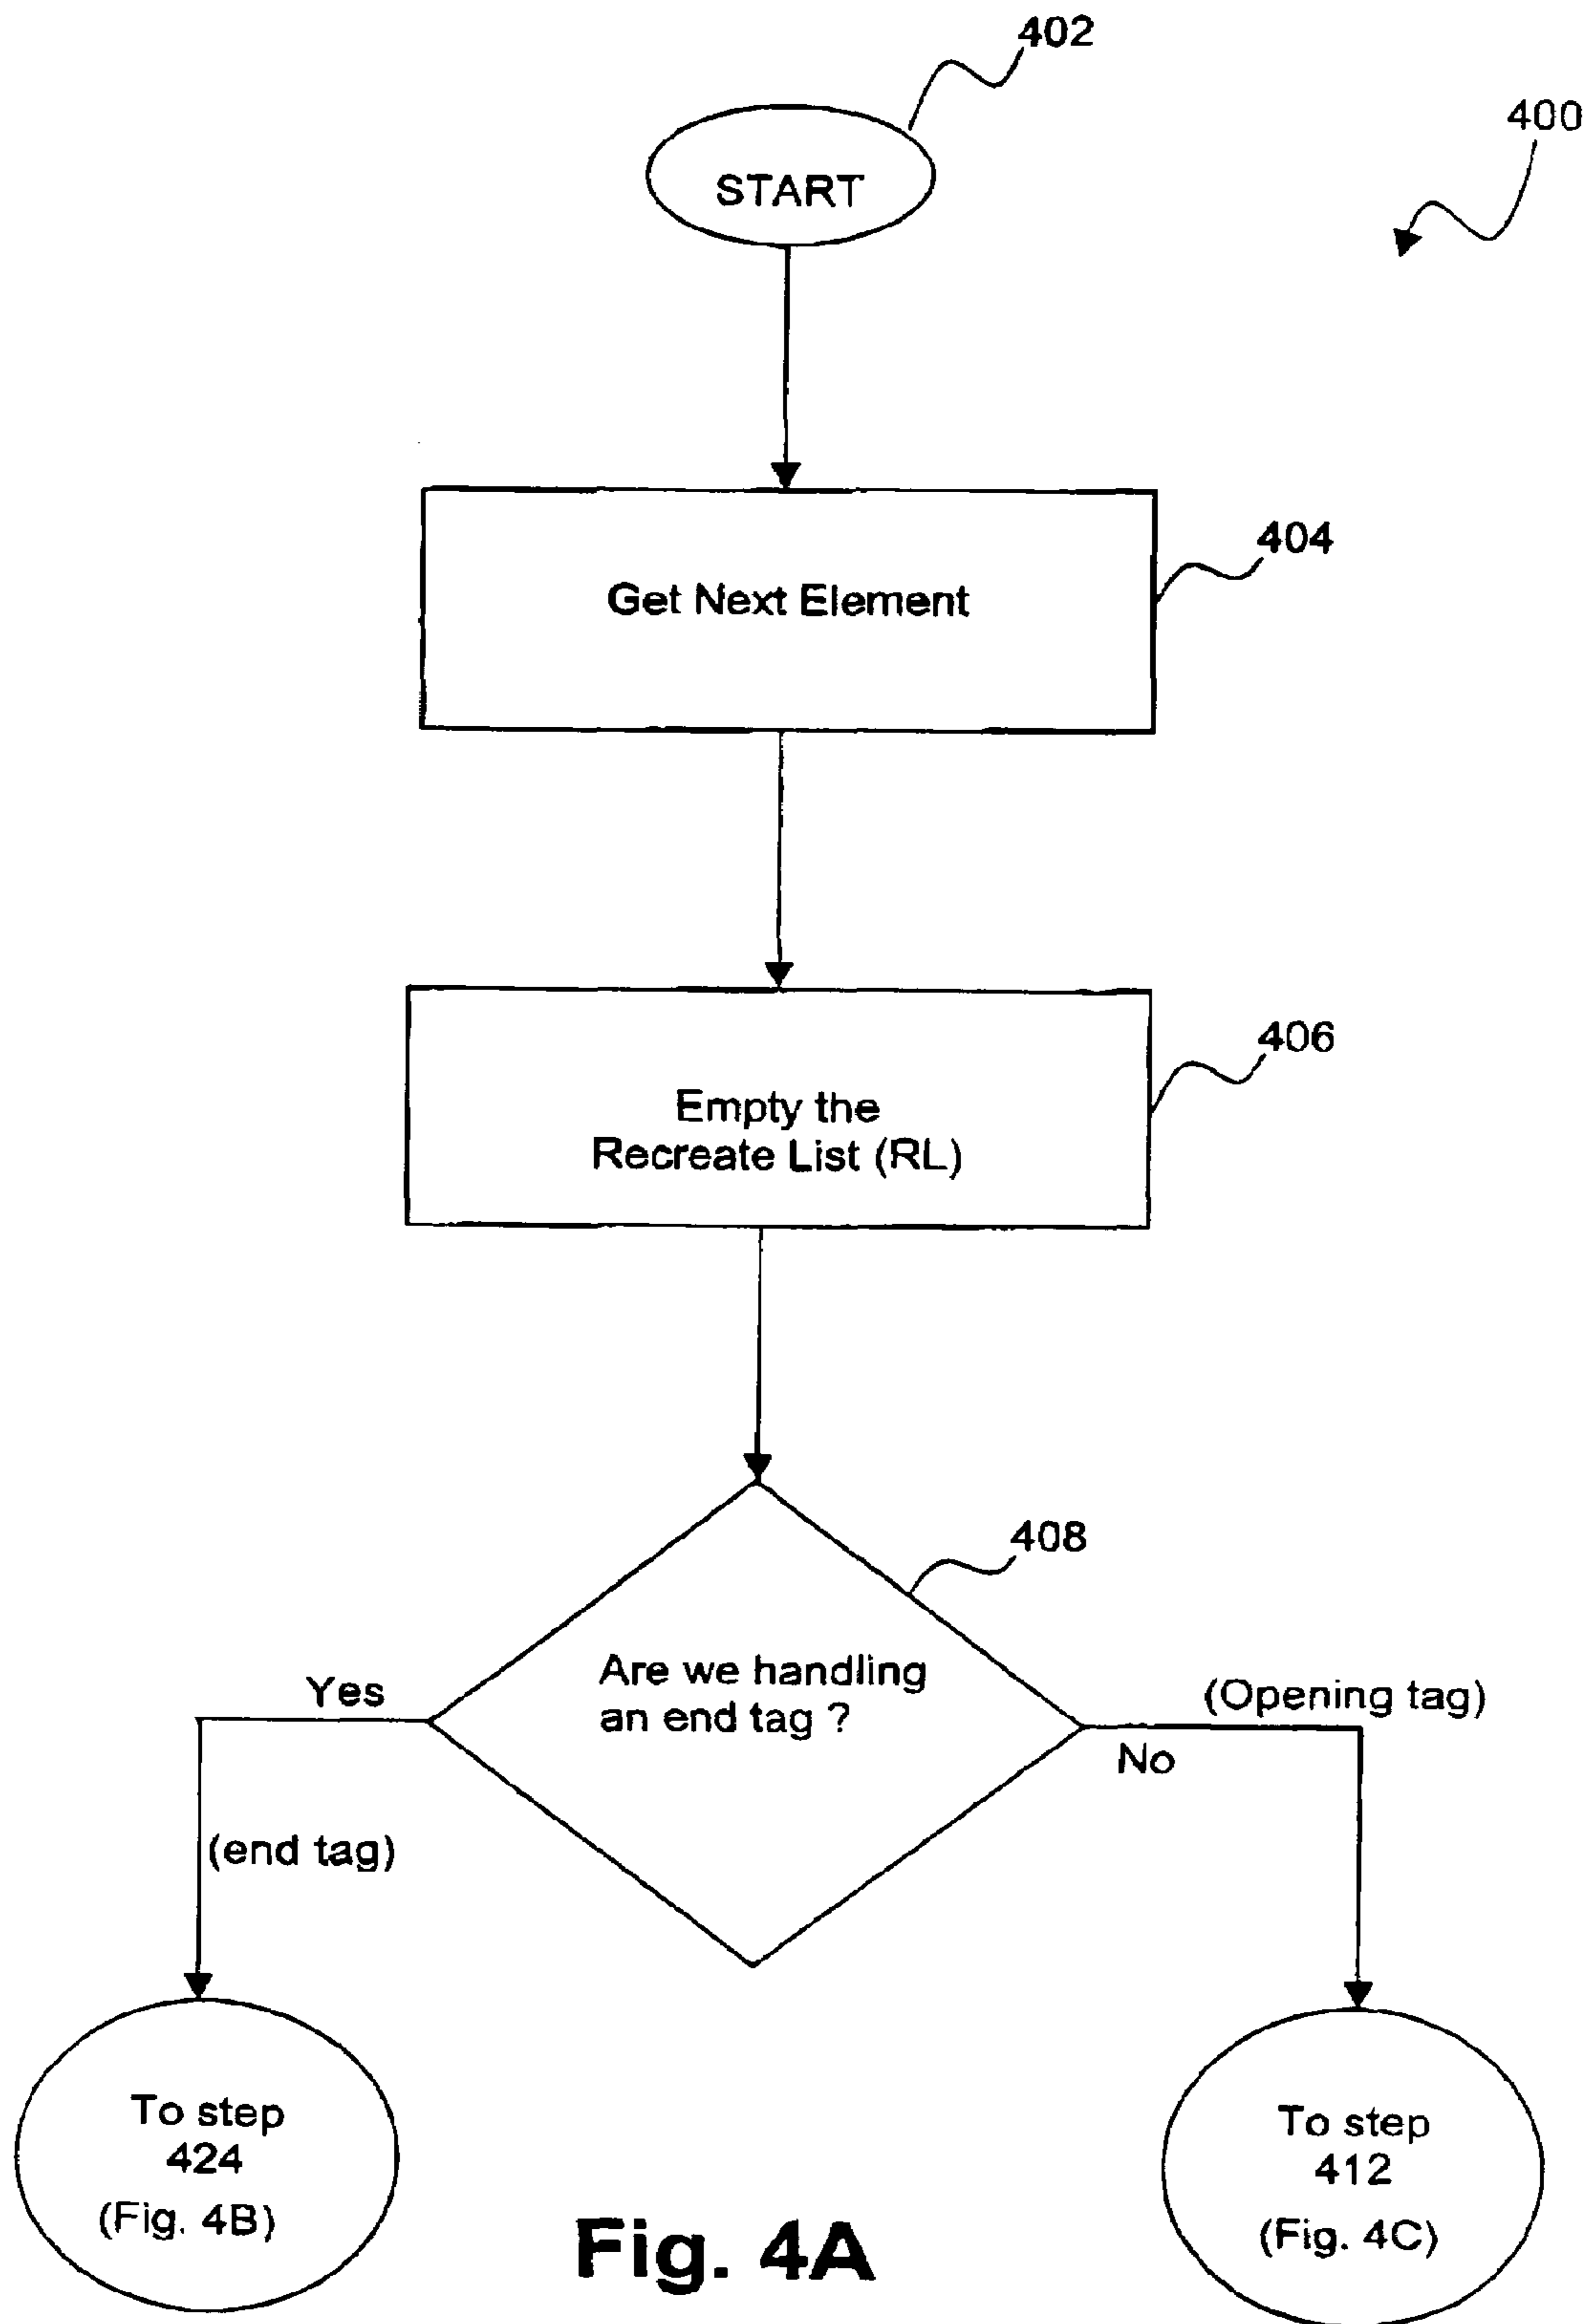 402
400
START
404
Get Next Element
406
Empty the
Recreate List (RL)
408
Are we handling
an end tag ?
Yes
(end tag)
(Opening tag)
No
To step
424
(Fig. 4B)
To step
412
(Fig. 4C)
Fig. 4A